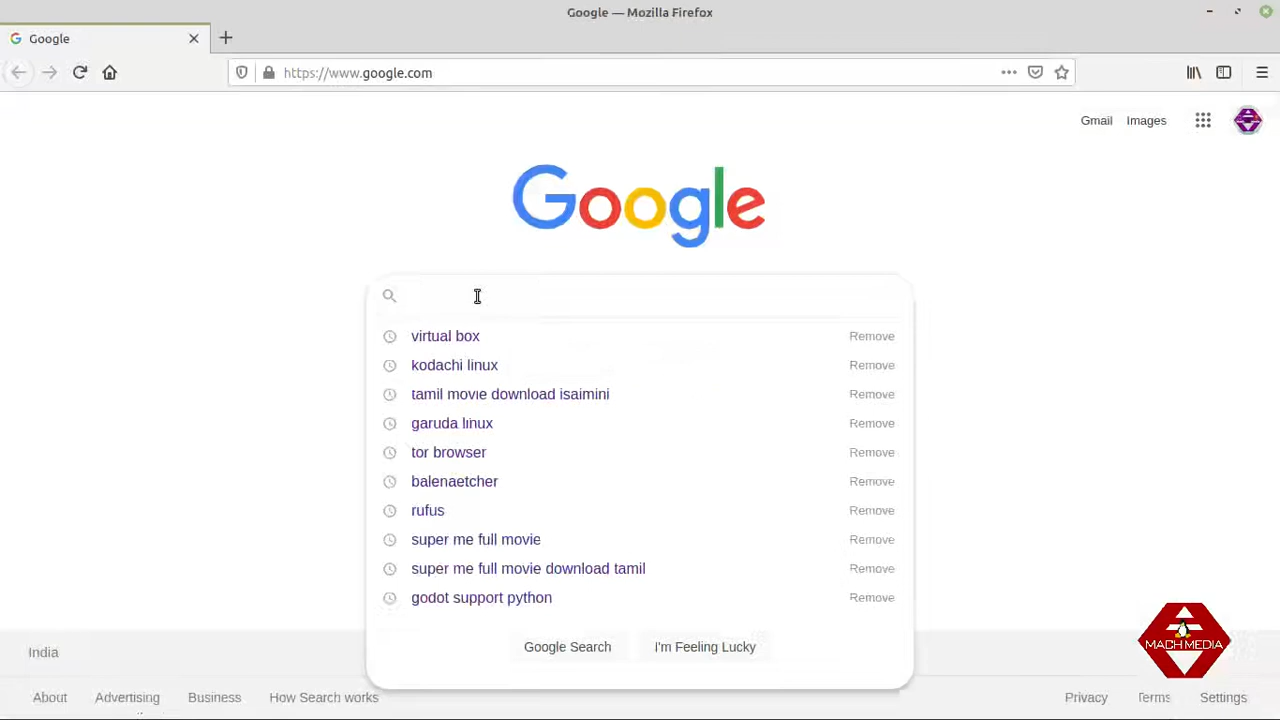 Google — Mozilla Firefox
Google
https://www.google.com
Gmail Images
Google
virtual box Remove
kodachi linux Remove
tamil movie download isaimini Remove
garuda linux Remove
tor browser Remove
balenaetcher Remove
rufus Remove
super me full movie Remove
super me full movie download tamil Remove
godot support python Remove
Google Search I'm Feeling Lucky
MACH MEDIA
India
About Advertising Business How Search works Privacy Terms Settings